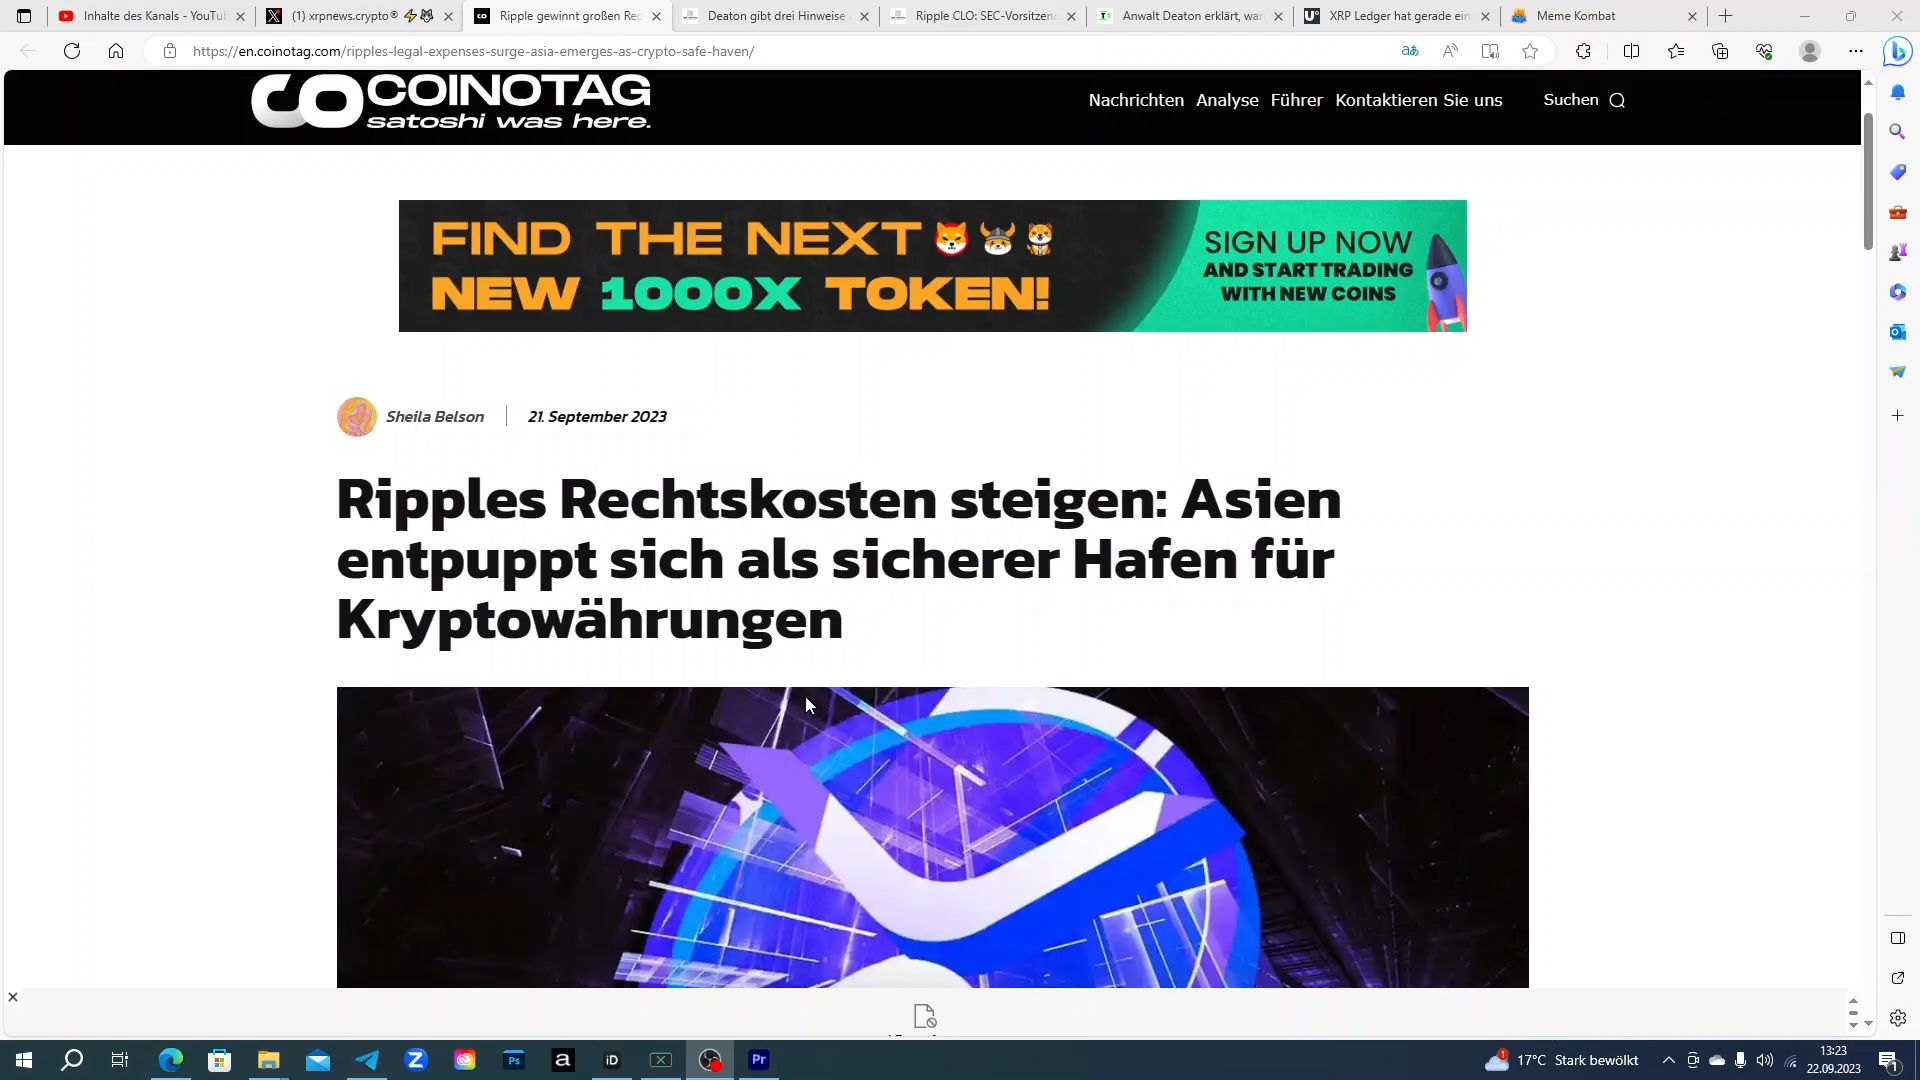 Inhalte des Kanals - YouTu
(1) xrpnews.crypto®
Ripple gewinnt großen Re
Deaton gibt drei Hinweise
Ripple CLO: SEC-Vorsitzen
Anwalt Deaton erklärt, wa
XRP Ledger hat gerade ein
Meme Kombat
https://en.coinotag.com/ripples-legal-expenses-surge-asia-emerges-as-crypto-safe-haven/
COINOTAG
satoshi was here.
Nachrichten Analyse Führer Kontaktieren Sie uns Suchen
FIND THE NEXT
NEW 1000X TOKEN!
SIGN UP NOW
AND START TRADING
WITH NEW COINS
Sheila Belson 21. September 2023
Ripples Rechtskosten steigen: Asien
entpuppt sich als sicherer Hafen für
Kryptowährungen
17°C Stark bewölkt
13:23
22.09.2023